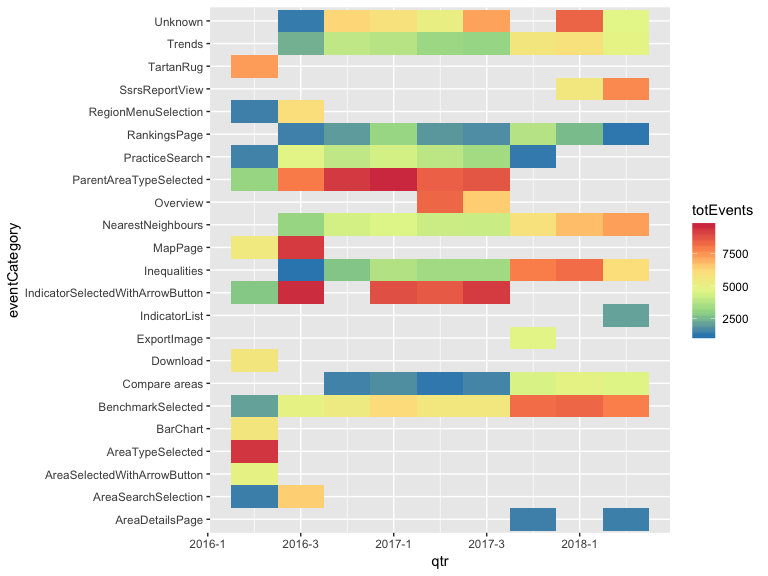 Unknown
Trends
TartanRug
SsrsReportView
RegionMenuSelection
RankingsPage
PracticeSearch
ParentAreaTypeSelected
Overview
NearestNeighbours
MapPage
Inequalities
IndicatorSelectedWithArrowButton
IndicatorList
ExportImage
Download
Compare areas
BenchmarkSelected
BarChart
AreaTypeSelected
AreaSelectedWithArrowButton
AreaSearchSelection
AreaDetailsPage
eventCategory
2016-1 2016-3 2017-1 2017-3 2018-1
qtr
totEvents
7500
5000
2500